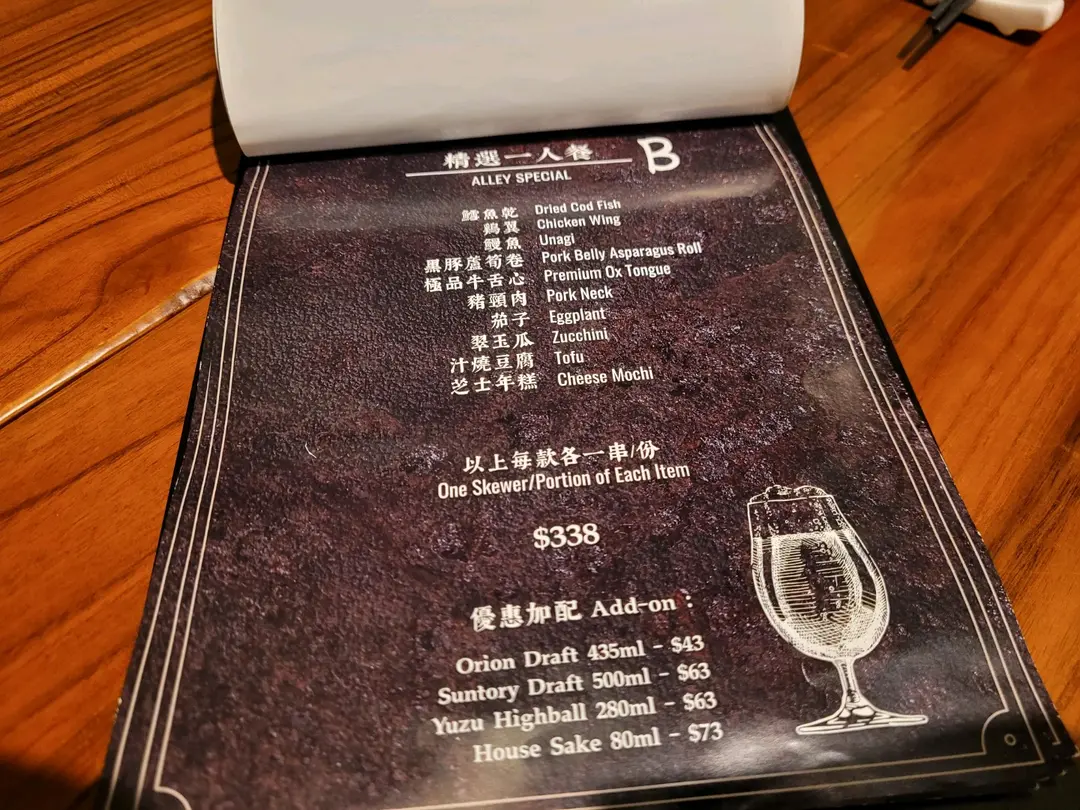 精選一人餐 B
ALLEY SPECIAL
鱈魚乾 Dried Cod Fish
鷄翼 Chicken Wing
鰻魚 Unagi
黑豚蘆筍卷 Pork Belly Asparagus Roll
極品牛舌心 Premium Ox Tongue
豬頸肉 Pork Neck
茄子 Eggplant
翠玉瓜 Zucchini
汁燒豆腐 Tofu
芝士年糕 Cheese Mochi
以上每款各一串/份
One Skewer/Portion of Each Item
$338
優惠加配 Add-on :
Orion Draft 435ml - $43
Suntory Draft 500ml - $63
Yuzu Highball 280ml - $63
House Sake 80ml - $73